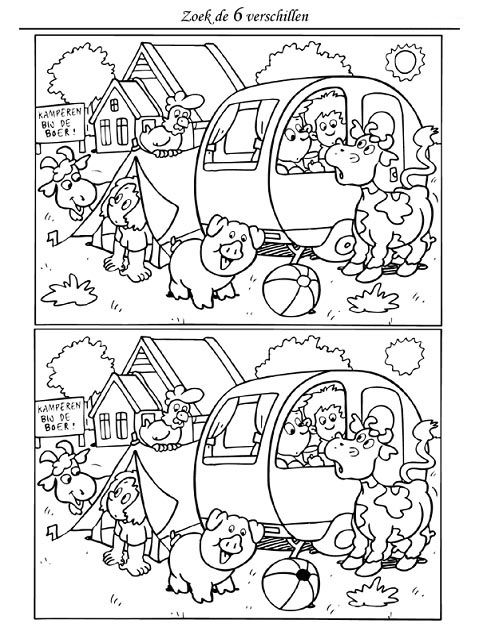 Zoek de 6 verschillen
KAMPEREN
BIJ DE
BOER!
KAMPEREN
BIJ DE
BOER!